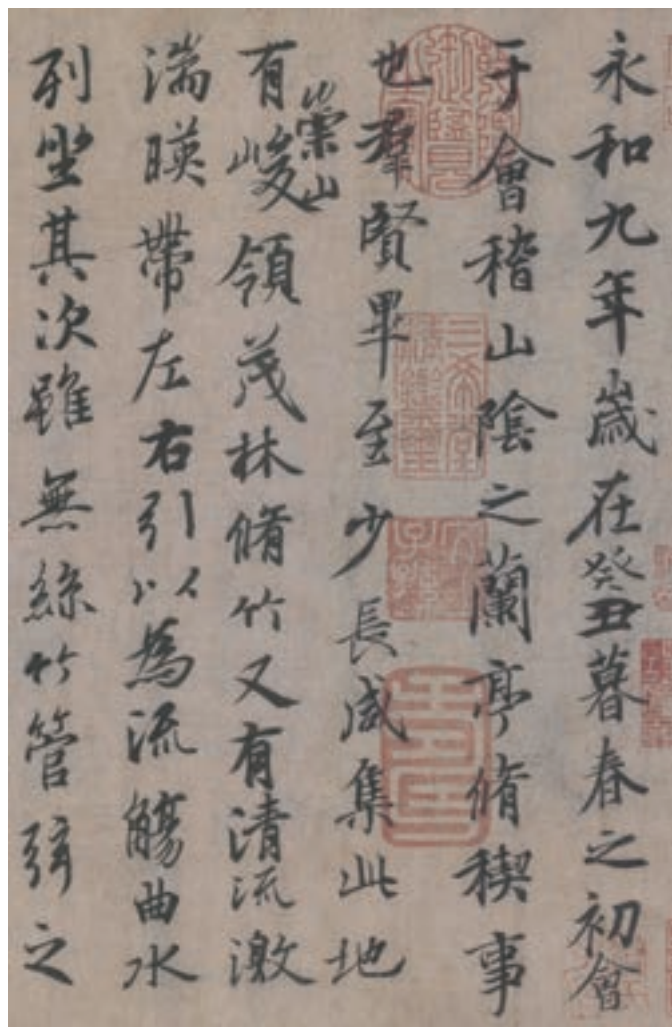 永和九年歲在癸丑暮春之初會
于會稽山陰之蘭亭脩稧事
也羣賢畢至少長咸集此地
有崇山峻領茂林脩竹又有清流激
湍暎帶左右引以為流觴曲水
列坐其次雖無絲竹管弦之